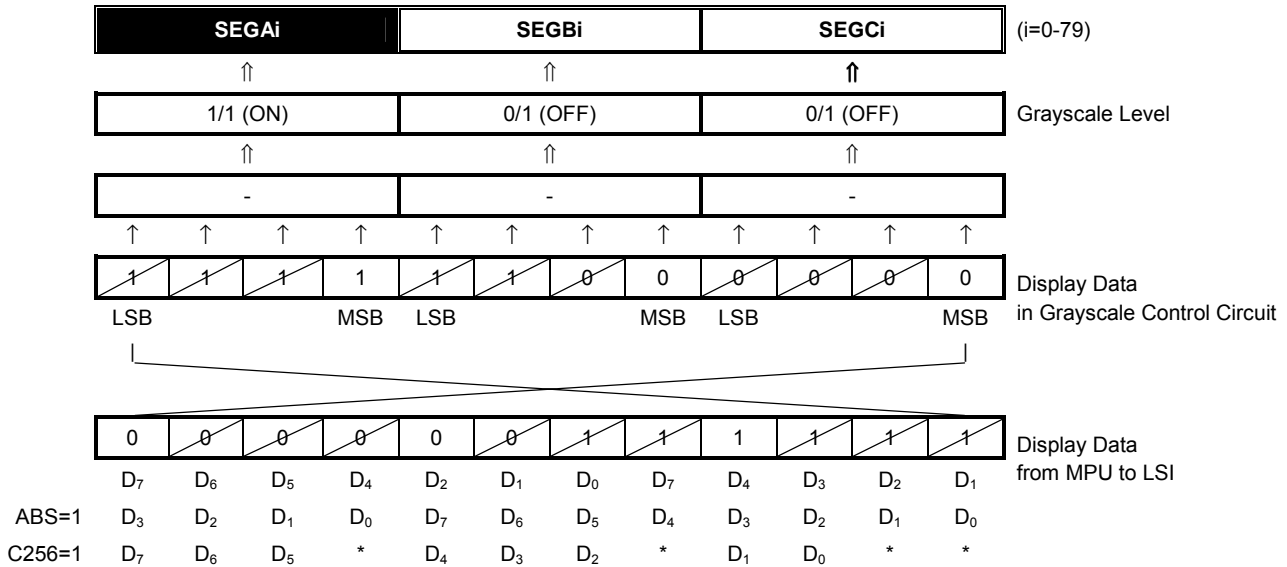 SEGAi SEGBi SEGCi (i=0-79)
⇑ ⇑ ⇑
1/1 (ON) 0/1 (OFF) 0/1 (OFF) Grayscale Level
⇑ ⇑ ⇑
- - -
↑ ↑ ↑ ↑ ↑ ↑ ↑ ↑ ↑ ↑ ↑ ↑
1 1 1 1 1 1 0 0 0 0 0 0 Display Data
LSB MSB LSB MSB LSB MSB in Grayscale Control Circuit
0 0 0 0 0 0 1 1 1 1 1 1 Display Data
D₇ D₆ D₅ D₄ D₂ D₁ D₀ D₇ D₄ D₃ D₂ D₁ from MPU to LSI
ABS=1 D₃ D₂ D₁ D₀ D₇ D₆ D₅ D₄ D₃ D₂ D₁ D₀
C256=1 D₇ D₆ D₅ * D₄ D₃ D₂ * D₁ D₀ * *